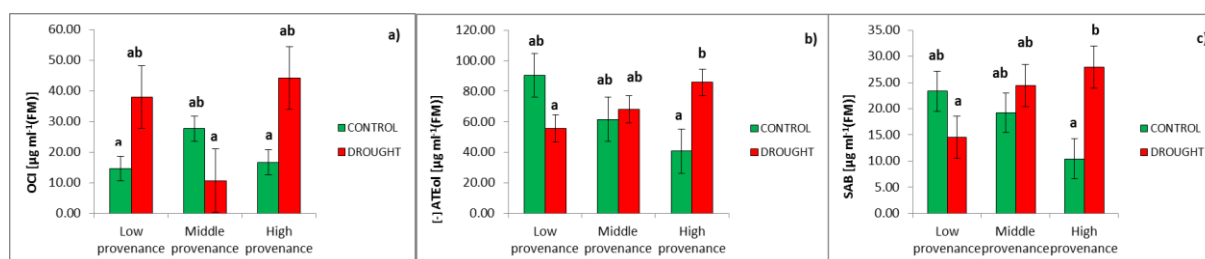 60.00
50.00
40.00
30.00
20.00
10.00
0.00
OCI [µg ml⁻¹(FM)]
a)
a
ab
ab
a
a
ab
CONTROL
DROUGHT
Low provenance
Middle provenance
High provenance
120.00
100.00
80.00
60.00
40.00
20.00
0.00
[-] ATEol [µg ml⁻¹(FM)]
b)
ab
a
ab
ab
a
b
CONTROL
DROUGHT
Low provenance
Middle provenance
High provenance
35.00
30.00
25.00
20.00
15.00
10.00
5.00
0.00
SAB [µg ml⁻¹(FM)]
c)
ab
a
ab
ab
a
b
CONTROL
DROUGHT
Low provenance
Middle provenance
High provenance